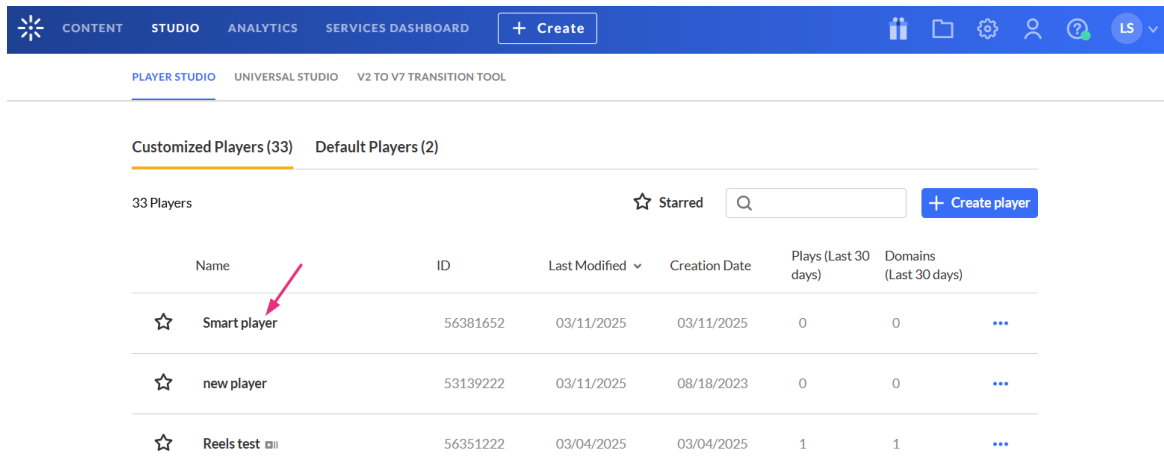 CONTENT STUDIO ANALYTICS SERVICES DASHBOARD + Create LS
PLAYER STUDIO UNIVERSAL STUDIO V2 TO V7 TRANSITION TOOL
Customized Players (33) Default Players (2)
33 Players Starred + Create player
Name ID Last Modified Creation Date Plays (Last 30 days) Domains (Last 30 days)
Smart player 56381652 03/11/2025 03/11/2025 0 0
new player 53139222 03/11/2025 08/18/2023 0 0
Reels test 56351222 03/04/2025 03/04/2025 1 1